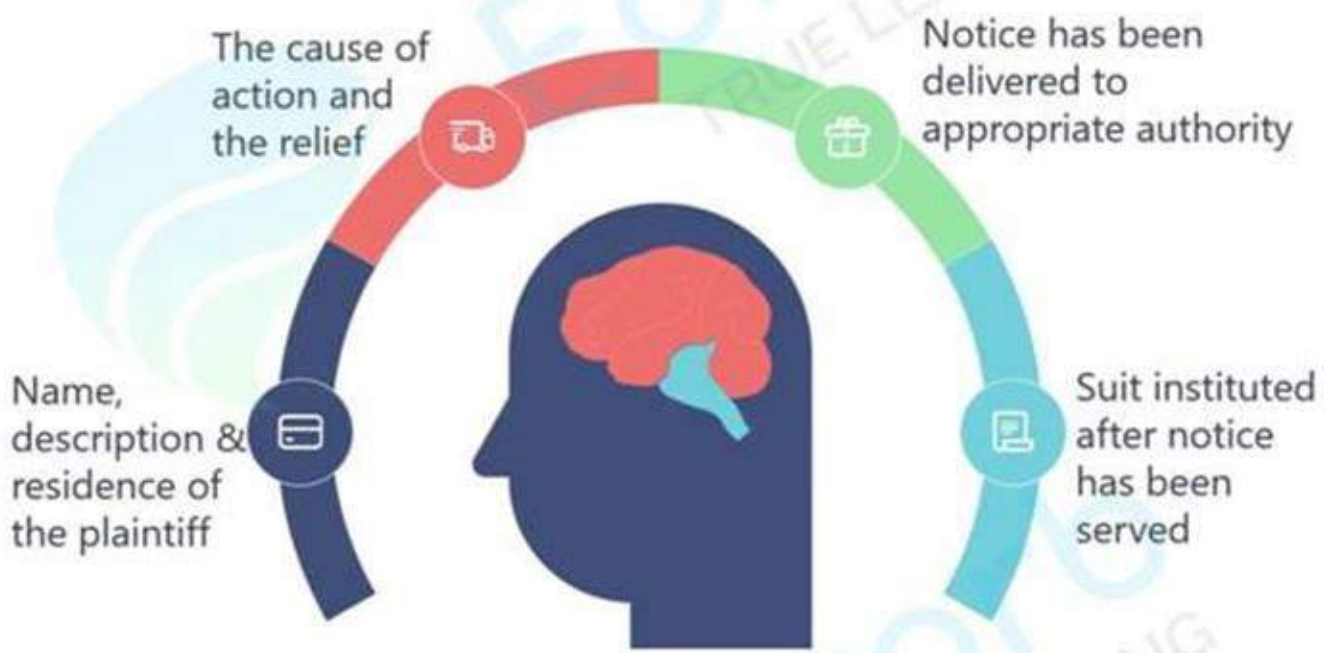 The cause of
action and
the relief
Notice has been
delivered to
appropriate authority
Name,
description &
residence of
the plaintiff
Suit instituted
after notice
has been
served